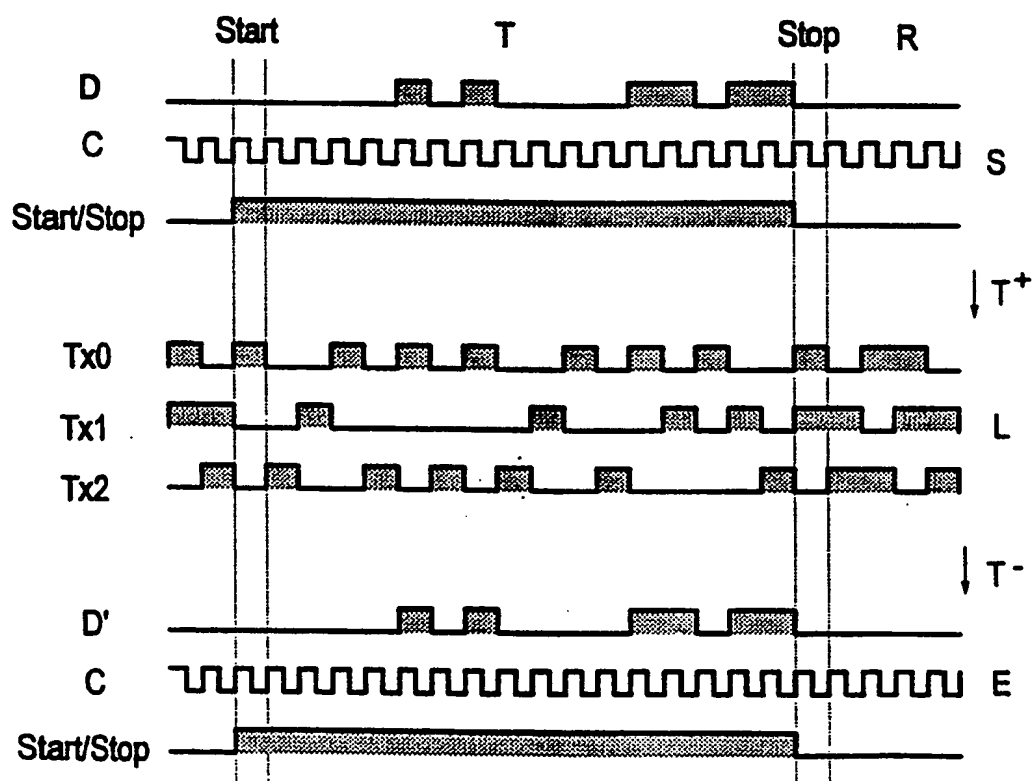 Start T Stop R
D
C S
Start/Stop
T+
Tx0
Tx1 L
Tx2
T-
D'
C E
Start/Stop